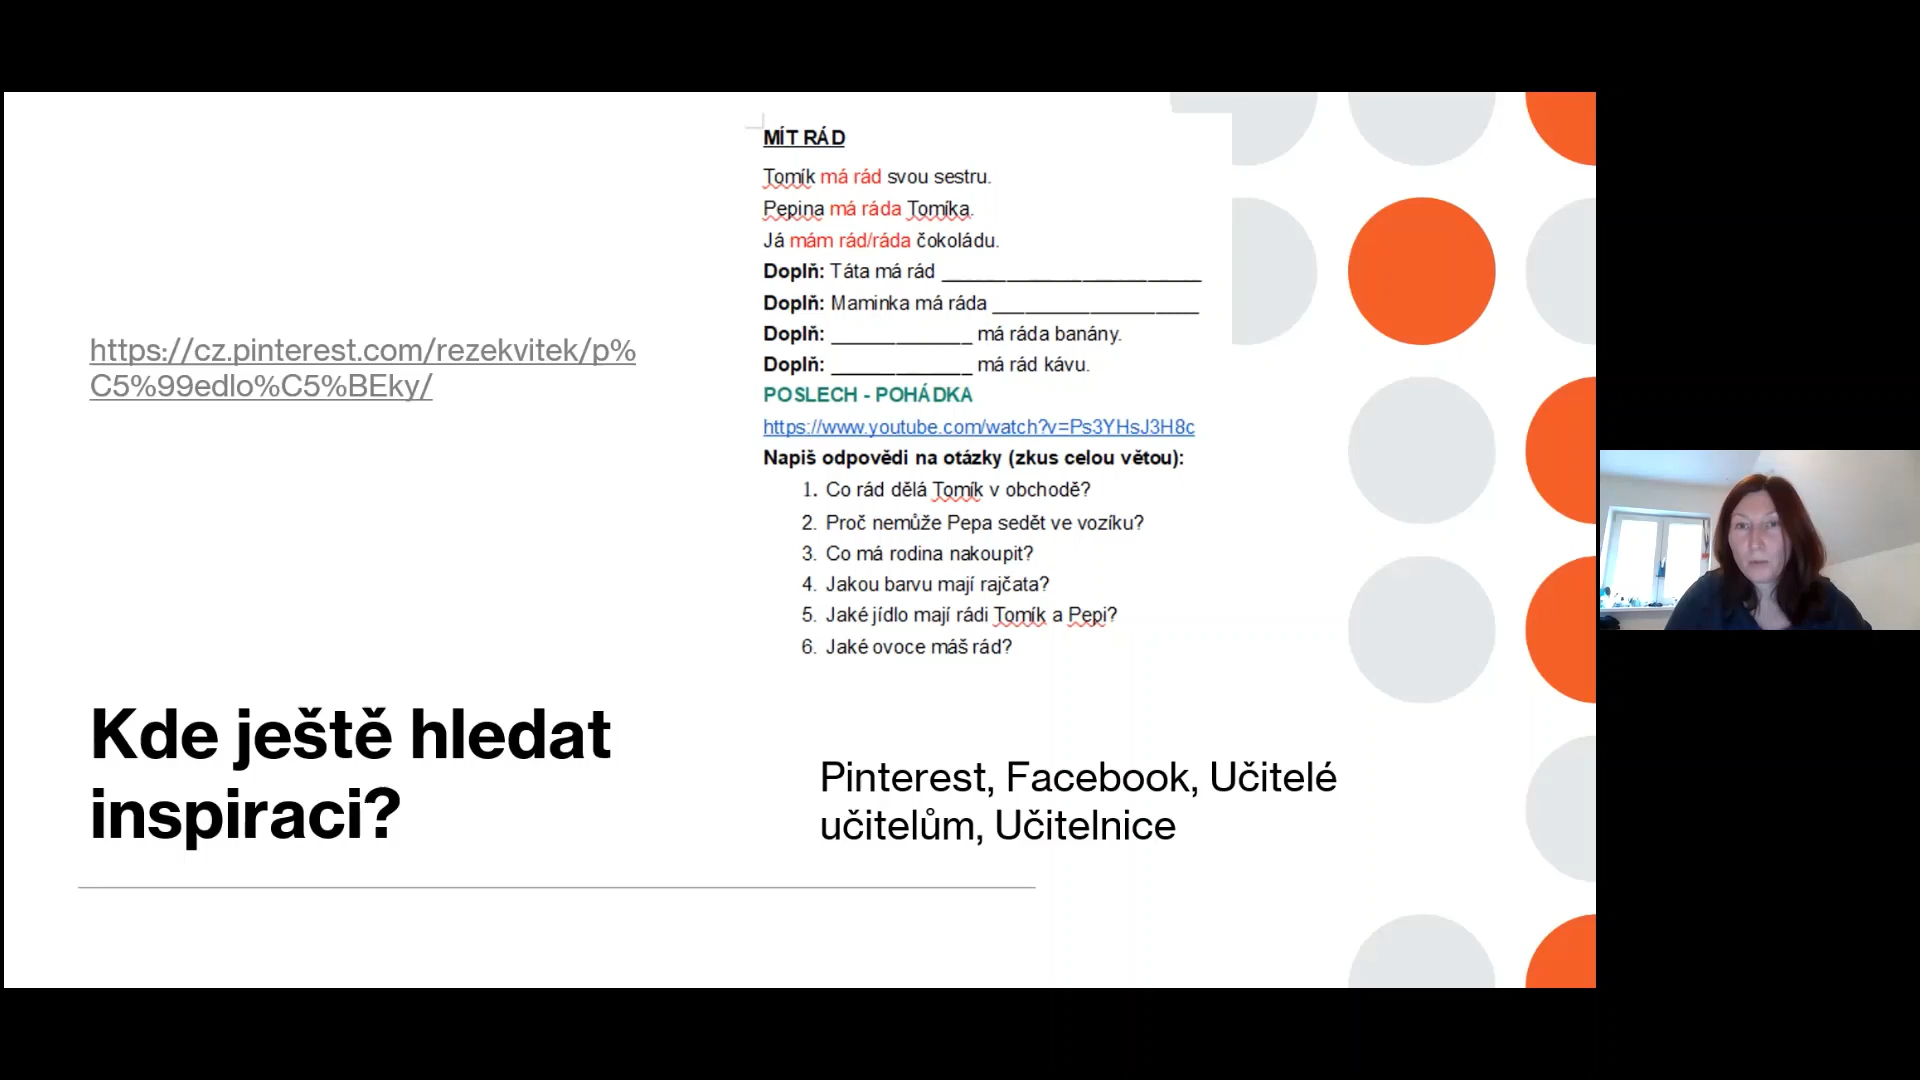 https://cz.pinterest.com/rezekvitek/p%
C5%99edlo%C5%BEky/
Kde ještě hledat
inspiraci?
MÍT RÁD
Tomík má rád svou sestru.
Pepina má ráda Tomíka.
Já mám rád/ráda čokoládu.
Doplň: Táta má rád _______________________
Doplň: Maminka má ráda __________________
Doplň: ____________ má ráda banány.
Doplň: ____________ má rád kávu.
POSLECH - POHÁDKA
https://www.youtube.com/watch?v=Ps3YHsJ3H8c
Napiš odpovědi na otázky (zkus celou větou):
1. Co rád dělá Tomík v obchodě?
2. Proč nemůže Pepa sedět ve vozíku?
3. Co má rodina nakoupit?
4. Jakou barvu mají rajčata?
5. Jaké jídlo mají rádi Tomík a Pepi?
6. Jaké ovoce máš rád?
Pinterest, Facebook, Učitelé
učitelům, Učitelnice